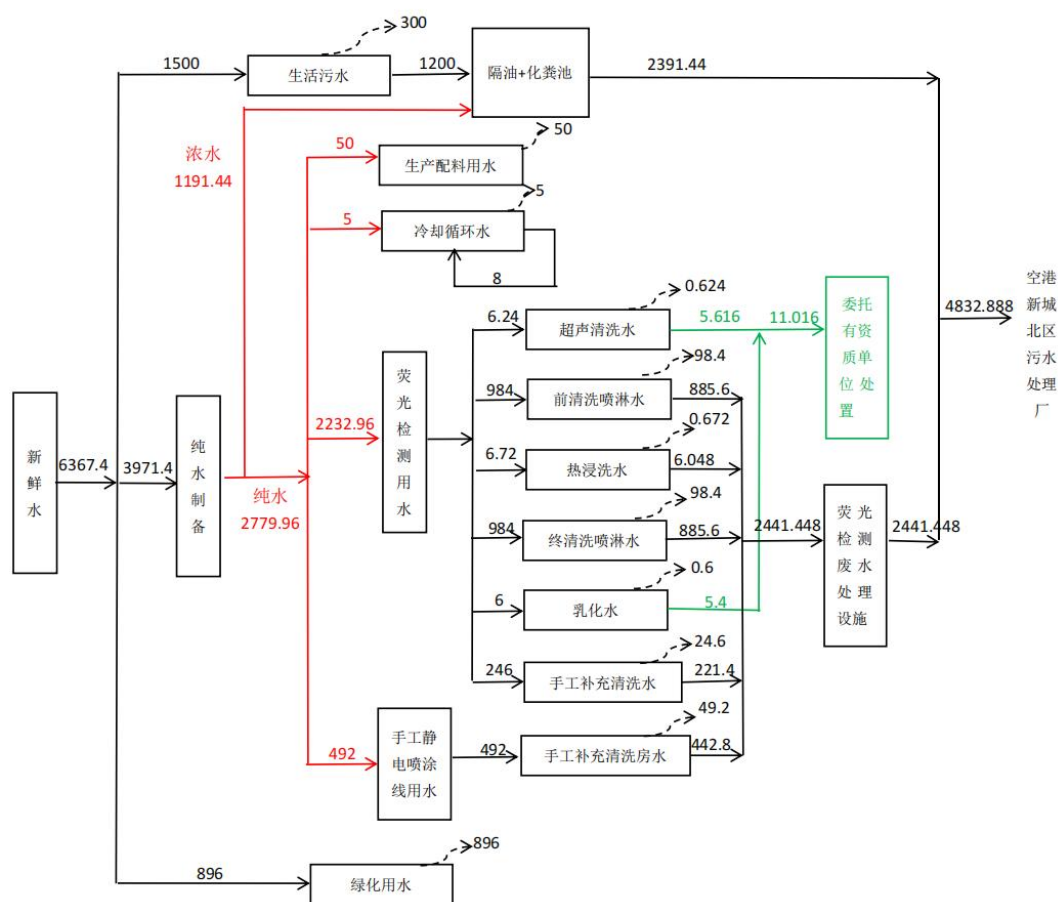 300
1500
生活污水
1200
隔油+化粪池
2391.44
浓水
1191.44
50
生产配料用水
50
5
冷却循环水
5
8
0.624
6.24
超声清洗水
5.616
11.016
委托
有资
质单
位处
置
4832.888
空港
新城
北区
污水
处理
厂
98.4
984
前清洗喷淋水
885.6
0.672
6.72
热浸洗水
6.048
新
鲜
水
6367.4
3971.4
纯
水
制
备
纯水
2779.96
2232.96
荧
光
检
测
用
水
98.4
984
终清洗喷淋水
885.6
2441.448
荧光
检测
废水
处理
设施
2441.448
0.6
6
乳化水
5.4
24.6
246
手工补充清洗水
221.4
49.2
492
手工静
电喷涂
线用水
492
手工补充清洗房水
442.8
896
896
绿化用水